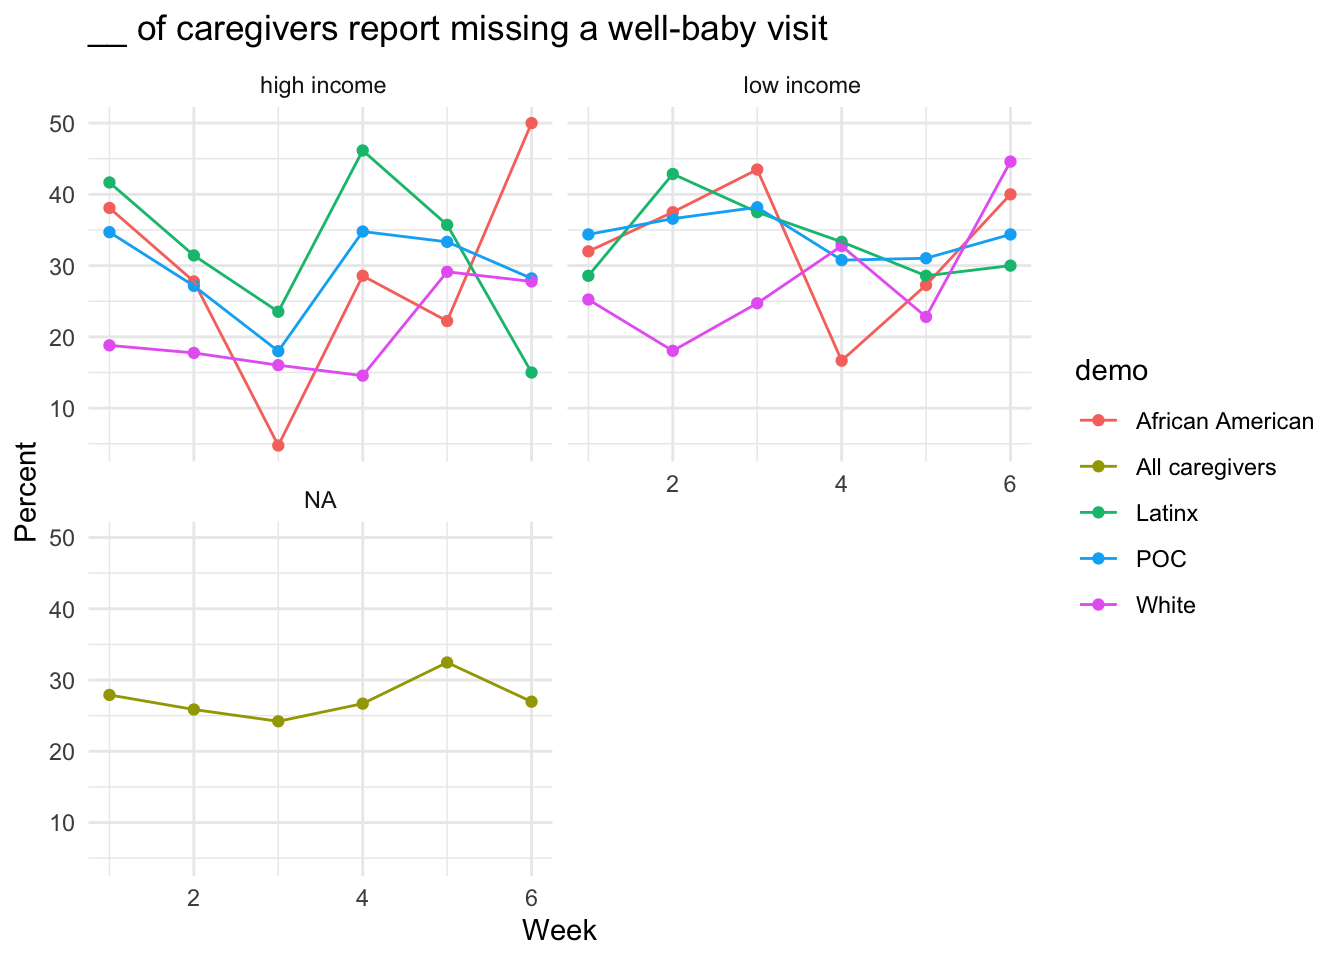 __ of caregivers report missing a well-baby visit
high income
low income
50
40
30
20
10
2
4
6
NA
50
40
30
20
10
2
4
6
Percent
Week
demo
African American
All caregivers
Latinx
POC
White